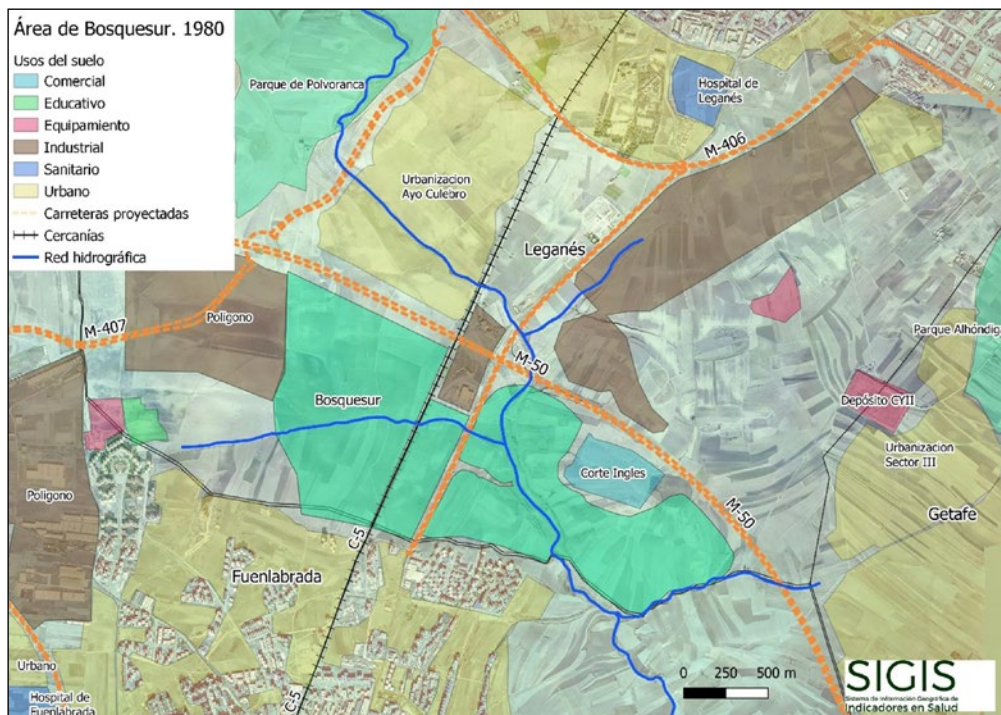 Área de Bosquesur. 1980
Usos del suelo
Comercial
Educativo
Equipamiento
Industrial
Sanitario
Urbano
Carreteras proyectadas
Cercanías
Red hidrográfica
Parque de Polvoranca
Hospital de
Leganés
M-406
Urbanizacion
Ayo Culebro
Leganés
Poligono
M-407
Parque Alhóndig
M-50
Bosquesur
Depósito CYII
Urbanizacion
Sector III
Corte Ingles
Poligono
M-50
Getafe
C-5
Fuenlabrada
Urbano
Hospital de
Fuenlabrada
C-5
0 250 500 m
SIGIS
Sistema de Información Geográfica de
Indicadores en Salud